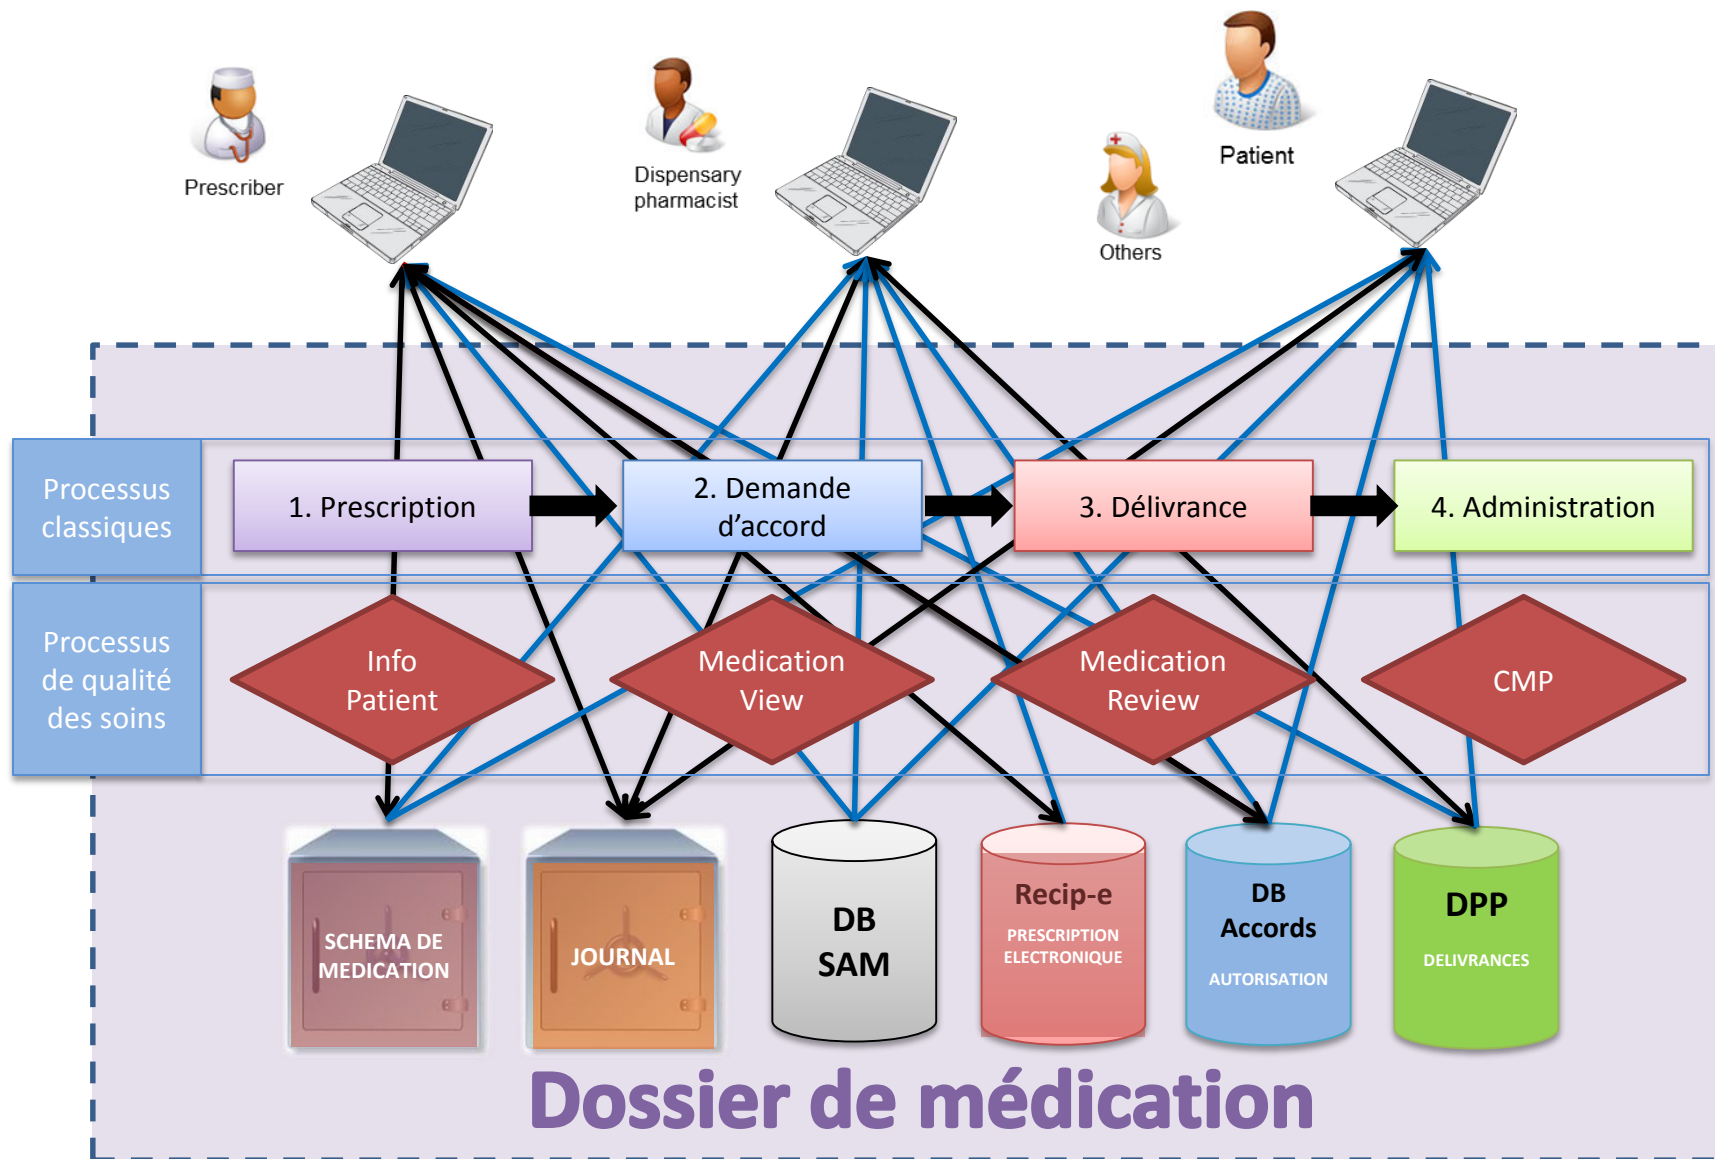 Prescriber
Dispensary
pharmacist
Others
Patient
Processus
classiques
1. Prescription
2. Demande
d’accord
3. Délivrance
4. Administration
Processus
de qualité
des soins
Info
Patient
Medication
View
Medication
Review
CMP
SCHEMA DE
MEDICATION
JOURNAL
DB
SAM
Recip-e
PRESCRIPTION
ELECTRONIQUE
DB
Accords
AUTORISATION
DPP
DELIVRANCES
Dossier de médication